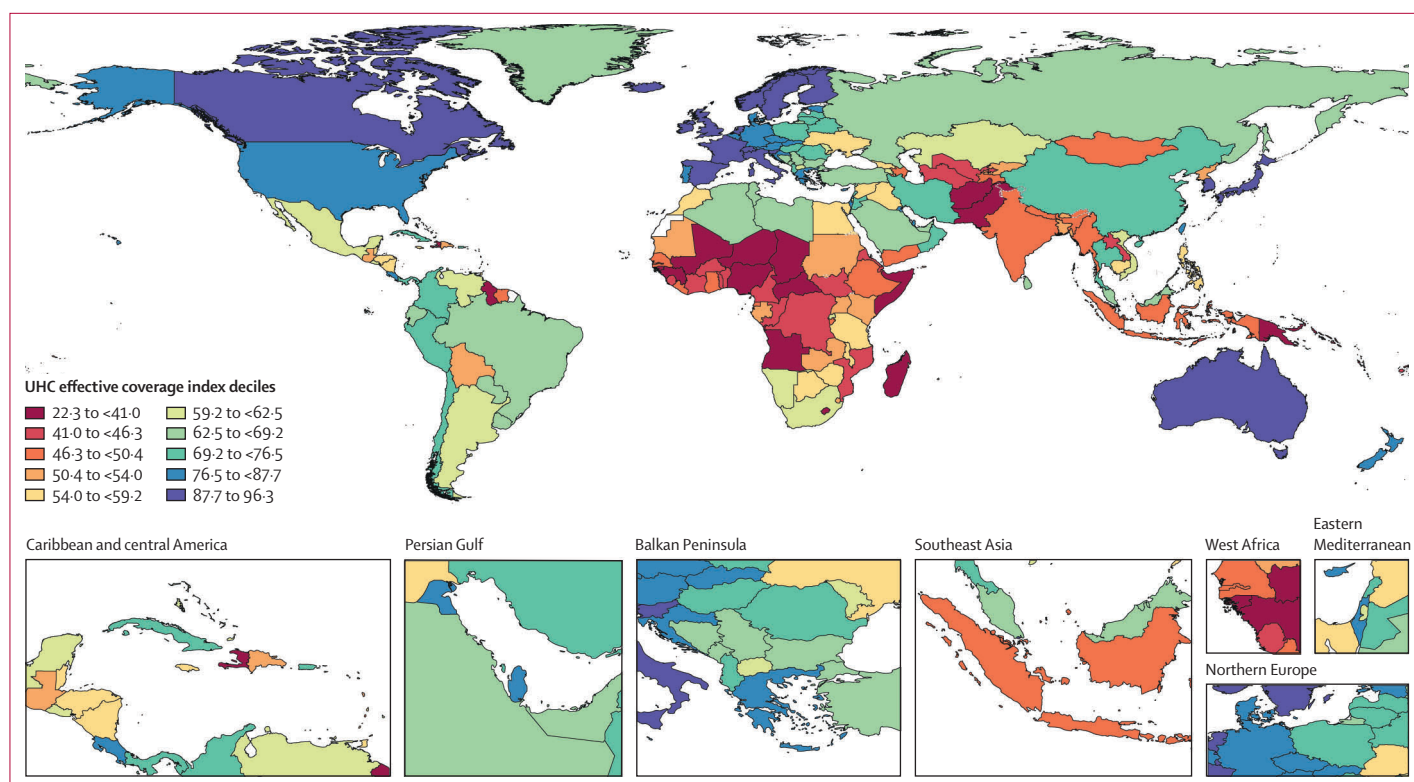 UHC effective coverage index deciles
22·3 to <41·0
41·0 to <46·3
46·3 to <50·4
50·4 to <54·0
54·0 to <59·2
59·2 to <62·5
62·5 to <69·2
69·2 to <76·5
76·5 to <87·7
87·7 to 96·3
Caribbean and central America
Persian Gulf
Balkan Peninsula
Southeast Asia
West Africa
Eastern
Mediterranean
Northern Europe